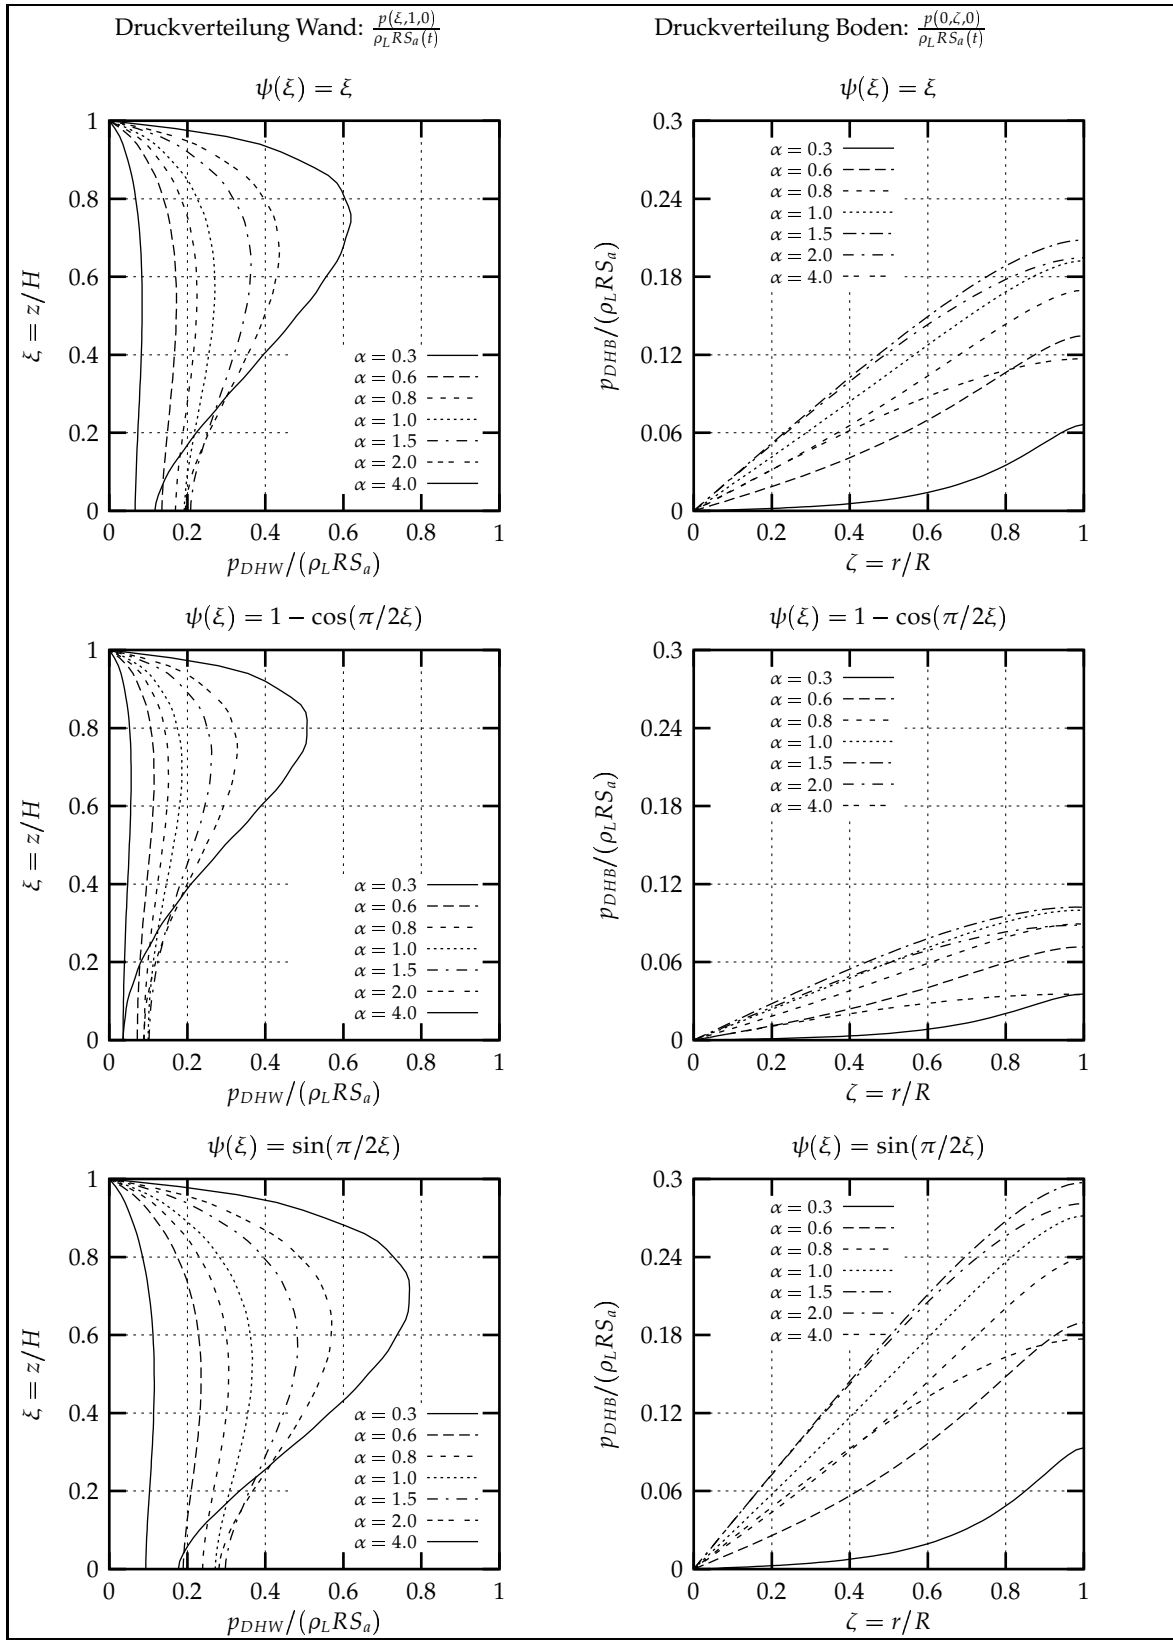 Druckverteilung Wand: p(ξ,1,0)/ρ_L RS_a(t)
Druckverteilung Boden: p(0,ζ,0)/ρ_L RS_a(t)
ψ(ξ) = ξ
1
0.8
0.6
0.4
0.2
0
ξ = z/H
α = 0.3
α = 0.6
α = 0.8
α = 1.0
α = 1.5
α = 2.0
α = 4.0
0 0.2 0.4 0.6 0.8 1
p_DHW/(ρ_L RS_a)
ψ(ξ) = ξ
0.3
0.24
0.18
0.12
0.06
0
p_DHB/(ρ_L RS_a)
α = 0.3
α = 0.6
α = 0.8
α = 1.0
α = 1.5
α = 2.0
α = 4.0
0 0.2 0.4 0.6 0.8 1
ζ = r/R
ψ(ξ) = 1 − cos(π/2ξ)
1
0.8
0.6
0.4
0.2
0
ξ = z/H
α = 0.3
α = 0.6
α = 0.8
α = 1.0
α = 1.5
α = 2.0
α = 4.0
0 0.2 0.4 0.6 0.8 1
p_DHW/(ρ_L RS_a)
ψ(ξ) = 1 − cos(π/2ξ)
0.3
0.24
0.18
0.12
0.06
0
p_DHB/(ρ_L RS_a)
α = 0.3
α = 0.6
α = 0.8
α = 1.0
α = 1.5
α = 2.0
α = 4.0
0 0.2 0.4 0.6 0.8 1
ζ = r/R
ψ(ξ) = sin(π/2ξ)
1
0.8
0.6
0.4
0.2
0
ξ = z/H
α = 0.3
α = 0.6
α = 0.8
α = 1.0
α = 1.5
α = 2.0
α = 4.0
0 0.2 0.4 0.6 0.8 1
p_DHW/(ρ_L RS_a)
ψ(ξ) = sin(π/2ξ)
0.3
0.24
0.18
0.12
0.06
0
p_DHB/(ρ_L RS_a)
α = 0.3
α = 0.6
α = 0.8
α = 1.0
α = 1.5
α = 2.0
α = 4.0
0 0.2 0.4 0.6 0.8 1
ζ = r/R